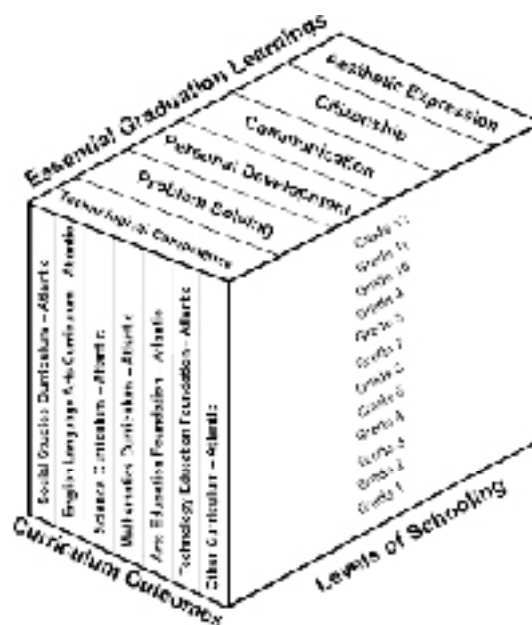 Essential Graduation Learnings
Aesthetic Expression
Citizenship
Communication
Personal Development
Problem Solving
Technological Competence
Social Studies Curriculum – Atlantic
English Language Arts Curriculum – Atlantic
Science Curriculum – Atlantic
Mathematics Curriculum – Atlantic
Arts Education Foundation – Atlantic
Technology Education Foundation – Atlantic
Other Curriculum – Atlantic
Curriculum Outcomes
Grade 12
Grade 11
Grade 10
Grade 9
Grade 8
Grade 7
Grade 6
Grade 5
Grade 4
Grade 3
Grade 2
Grade 1
Levels of Schooling